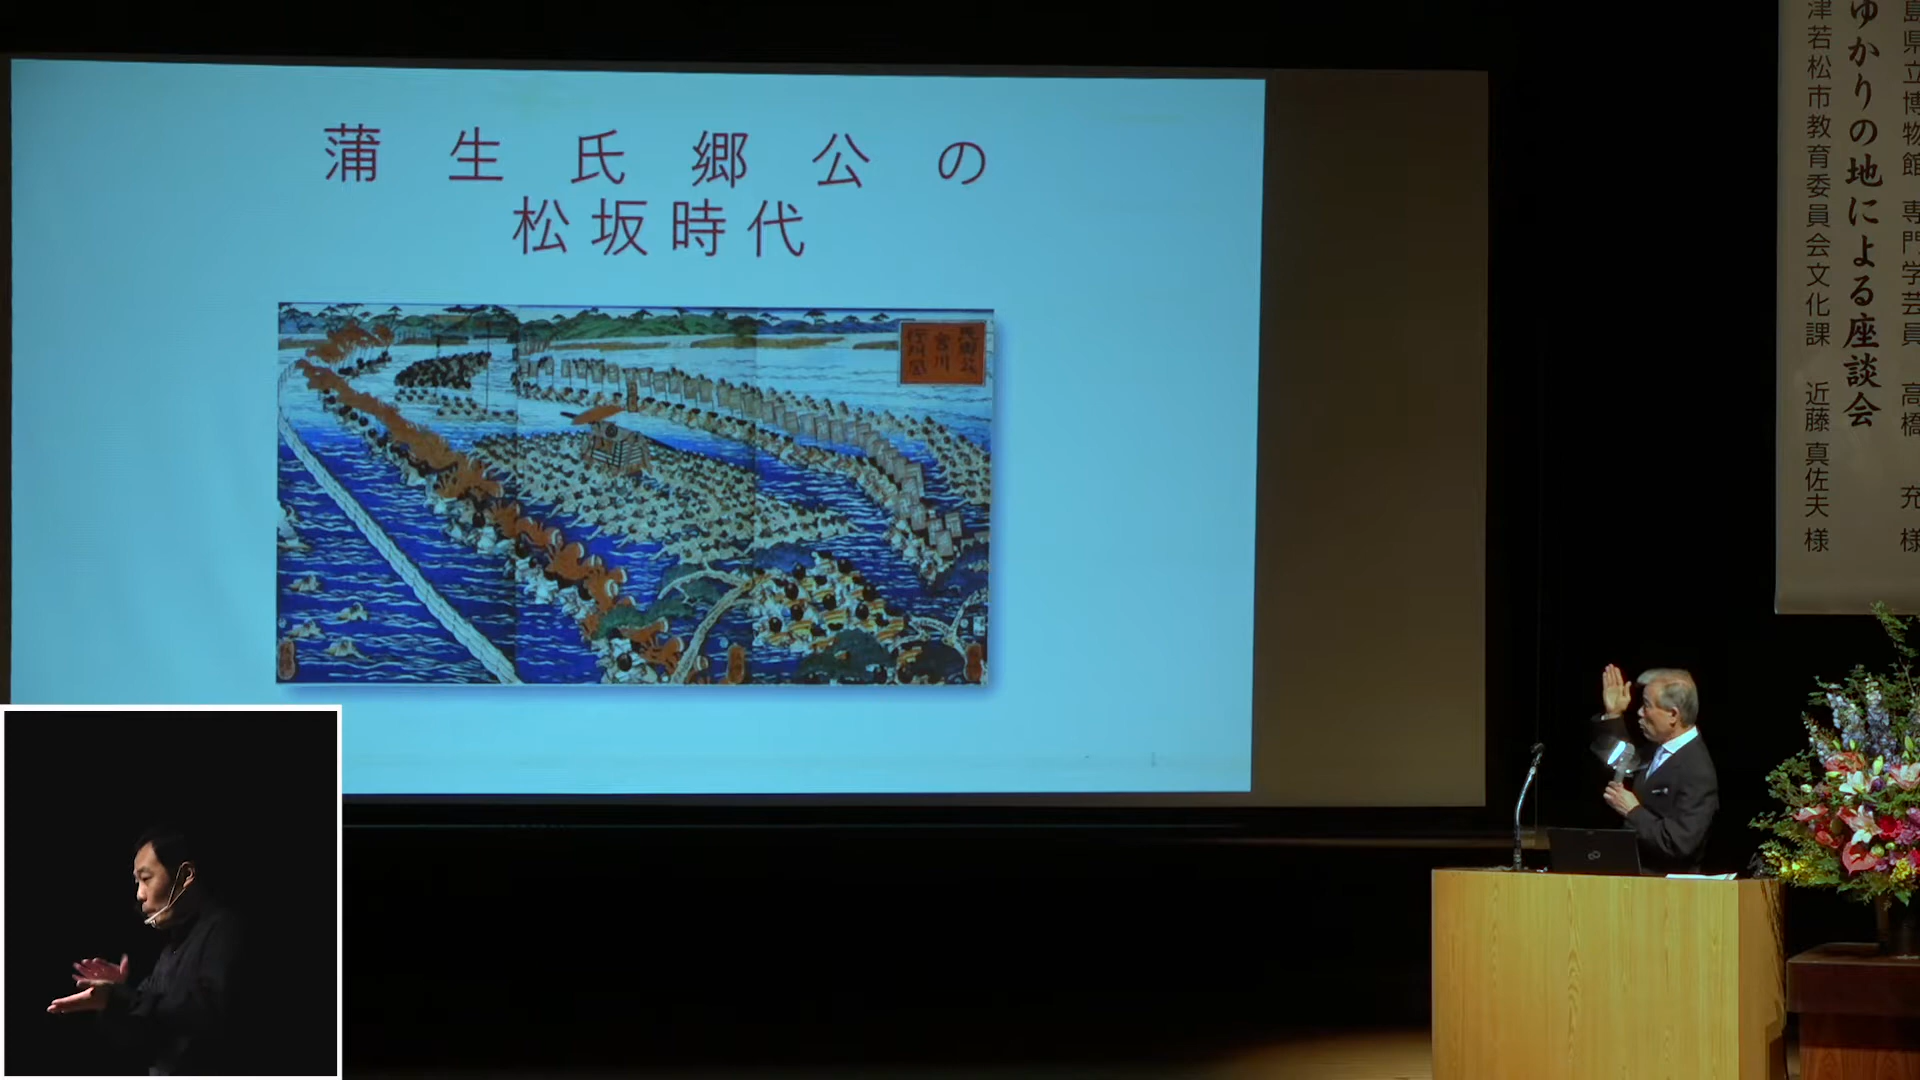 蒲生氏郷公の
松坂時代
宮川
島県立博物館 専門学芸員 高橋 充 様
ゆかりの地による座談会
津若松市教育委員会文化課 近藤 真佐夫 様